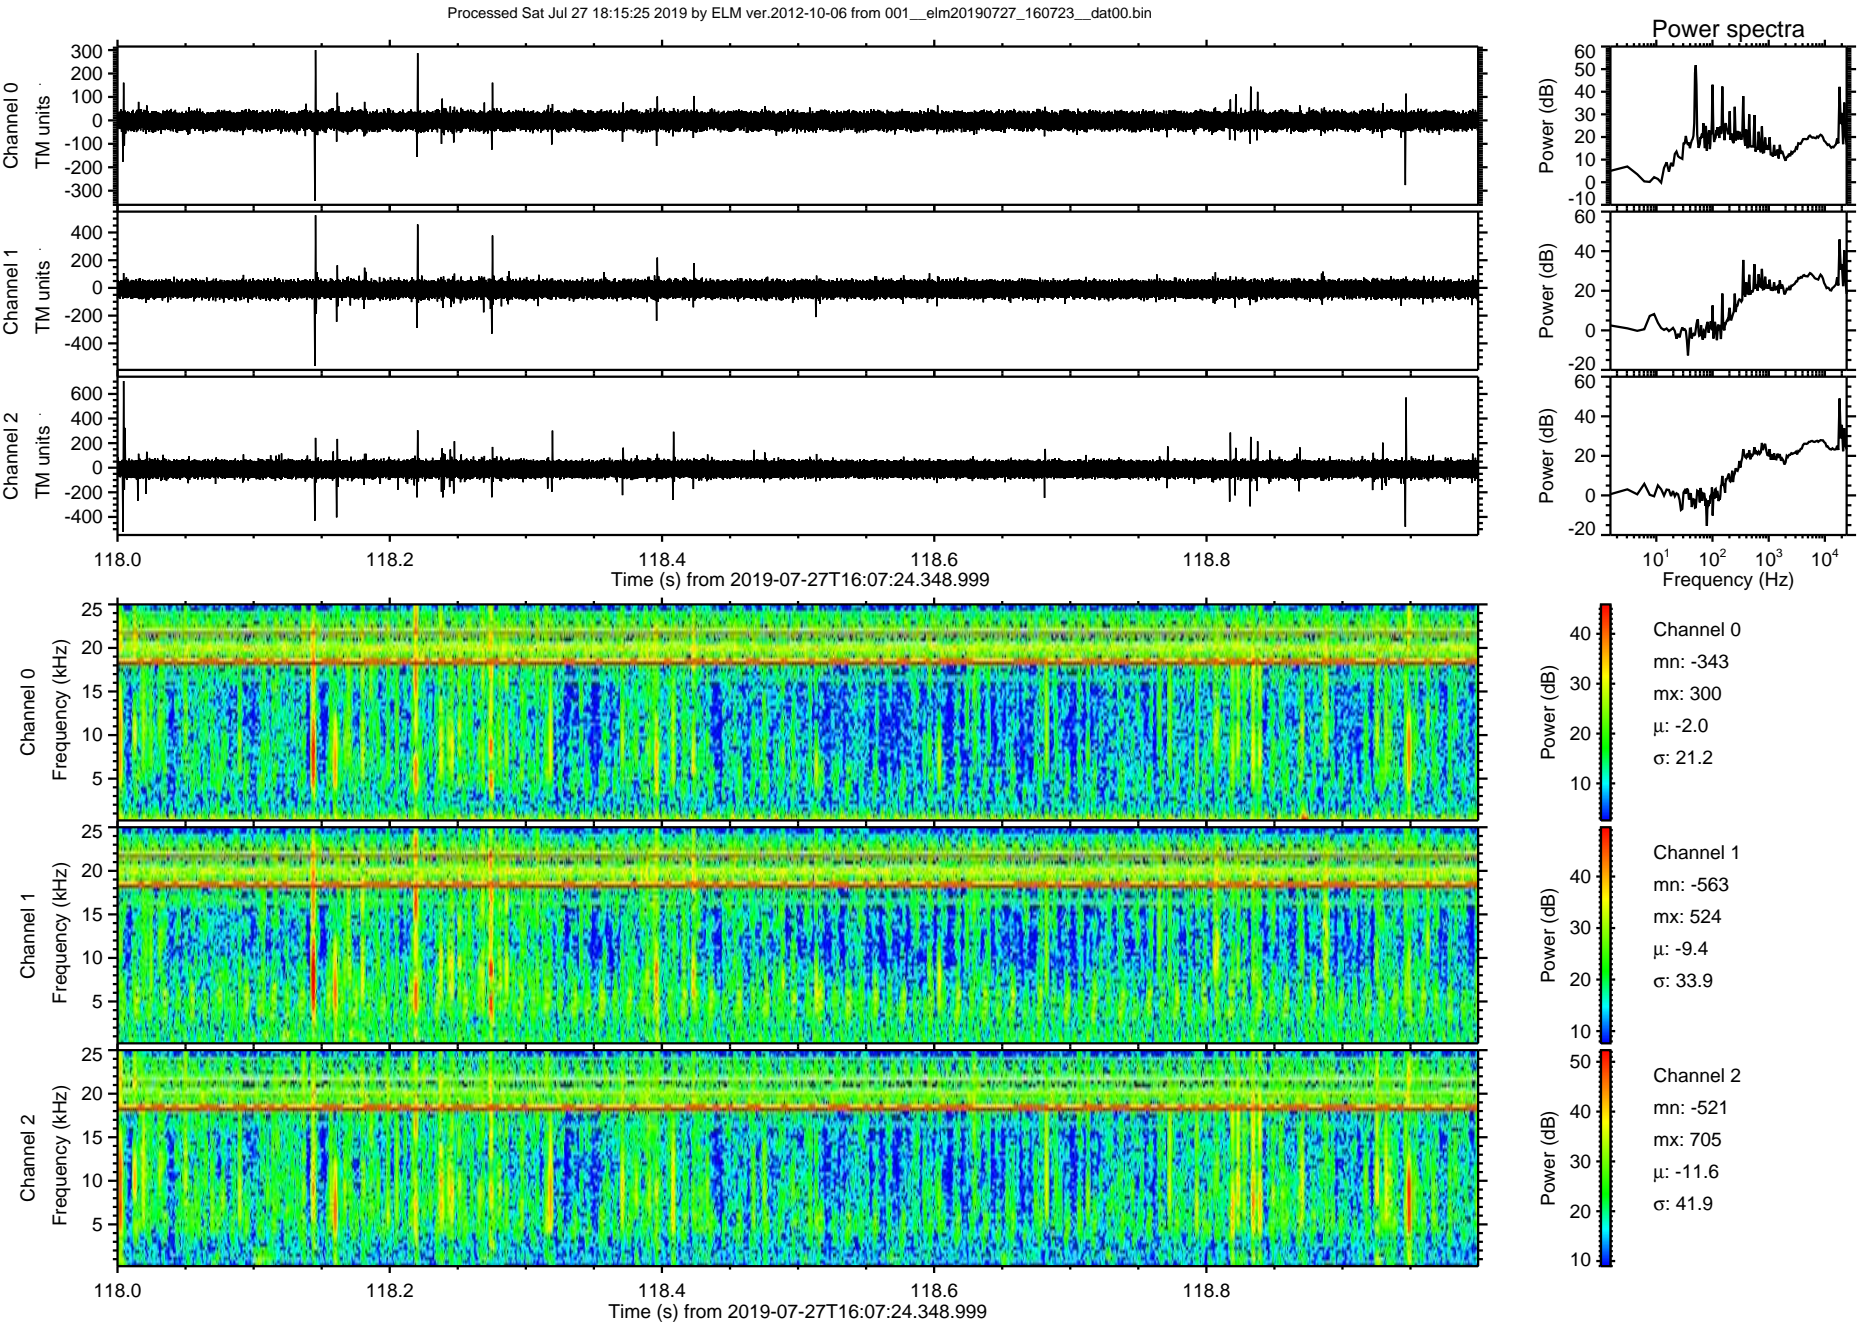 Processed Sat Jul 27 18:15:25 2019 by ELM ver.2012-10-06 from 001__elm20190727_160723__dat00.bin
Power spectra
Channel 0
TM units
300
200
100
0
-100
-200
-300
Power (dB)
60
50
40
30
20
10
0
-10
Channel 1
TM units
400
200
0
-200
-400
Power (dB)
60
40
20
0
-20
Channel 2
TM units
600
400
200
0
-200
-400
Power (dB)
60
40
20
0
-20
118.0 118.2 118.4 118.6 118.8
Time (s) from 2019-07-27T16:07:24.348.999
10^1 10^2 10^3 10^4
Frequency (Hz)
Channel 0
Frequency (kHz)
25
20
15
10
5
Power (dB)
40
30
20
10
Channel 0
mn: -343
mx: 300
μ: -2.0
σ: 21.2
Channel 1
Frequency (kHz)
25
20
15
10
5
Power (dB)
40
30
20
10
Channel 1
mn: -563
mx: 524
μ: -9.4
σ: 33.9
Channel 2
Frequency (kHz)
25
20
15
10
5
Power (dB)
50
40
30
20
10
Channel 2
mn: -521
mx: 705
μ: -11.6
σ: 41.9
118.0 118.2 118.4 118.6 118.8
Time (s) from 2019-07-27T16:07:24.348.999